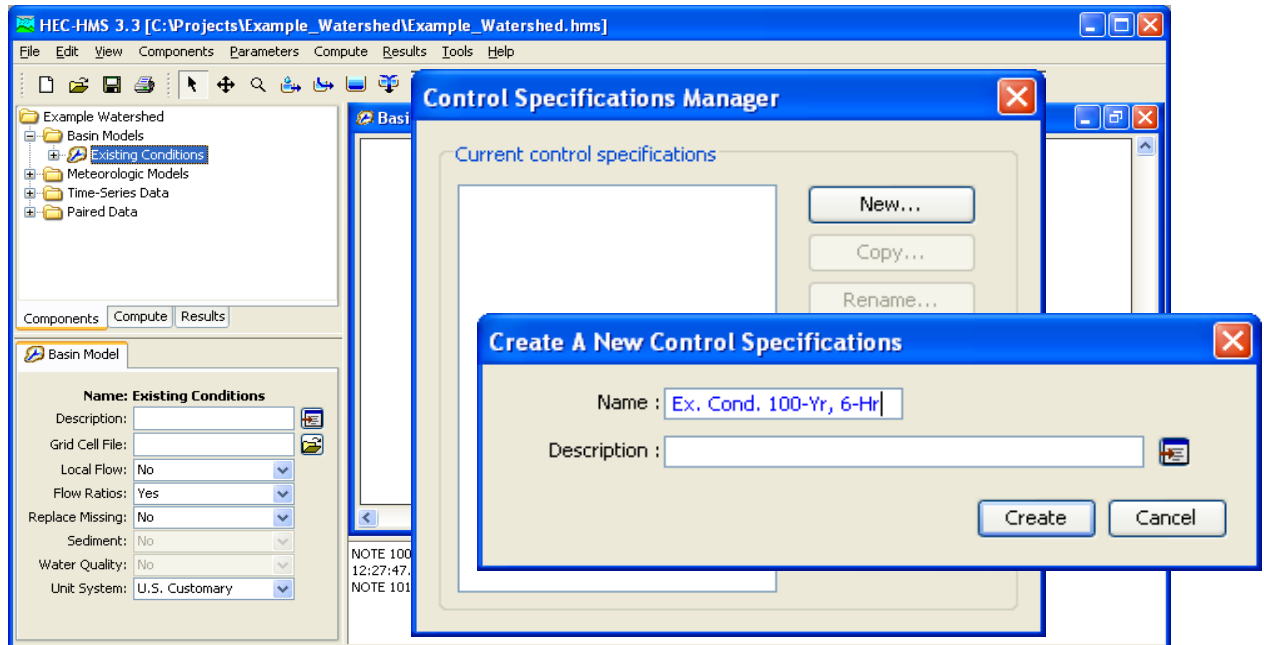 HEC-HMS 3.3 [C:\Projects\Example_Watershed\Example_Watershed.hms]
File Edit View Components Parameters Compute Results Tools Help
Example Watershed
Basin Models
Existing Conditions
Meteorologic Models
Time-Series Data
Paired Data
Components Compute Results
Basin Model
Name: Existing Conditions
Description:
Grid Cell File:
Local Flow: No
Flow Ratios: Yes
Replace Missing: No
Sediment: No
Water Quality: No
Unit System: U.S. Customary
Basi
NOTE 100
12:27:47.
NOTE 101
Control Specifications Manager
Current control specifications
New...
Copy...
Rename...
Create A New Control Specifications
Name : Ex. Cond. 100-Yr, 6-Hr
Description :
Create Cancel